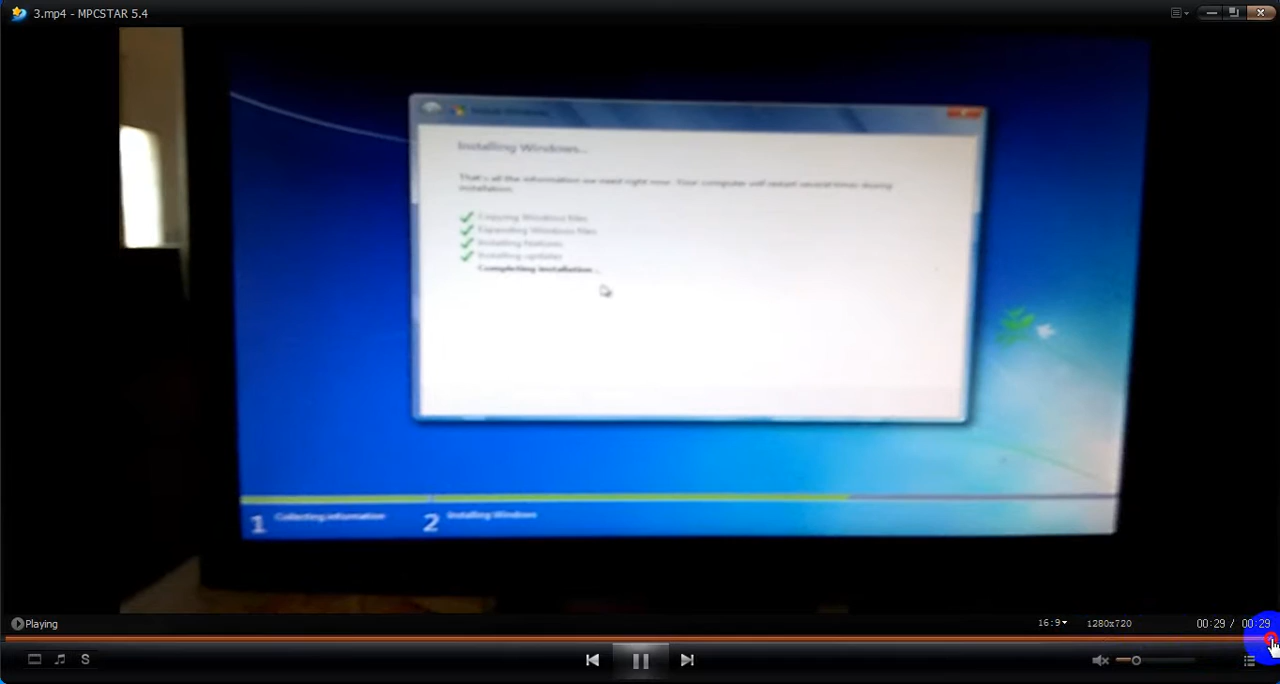 3.mp4 - MPCSTAR 5.4
Install Windows
Installing Windows...
That's all the information we need right now. Your computer will restart several times during
installation.
Copying Windows files
Expanding Windows files
Installing features
Installing updates
Completing installation...
1 Collecting information
2 Installing Windows
Playing
16:9
1280x720
00:29 / 00:29
S